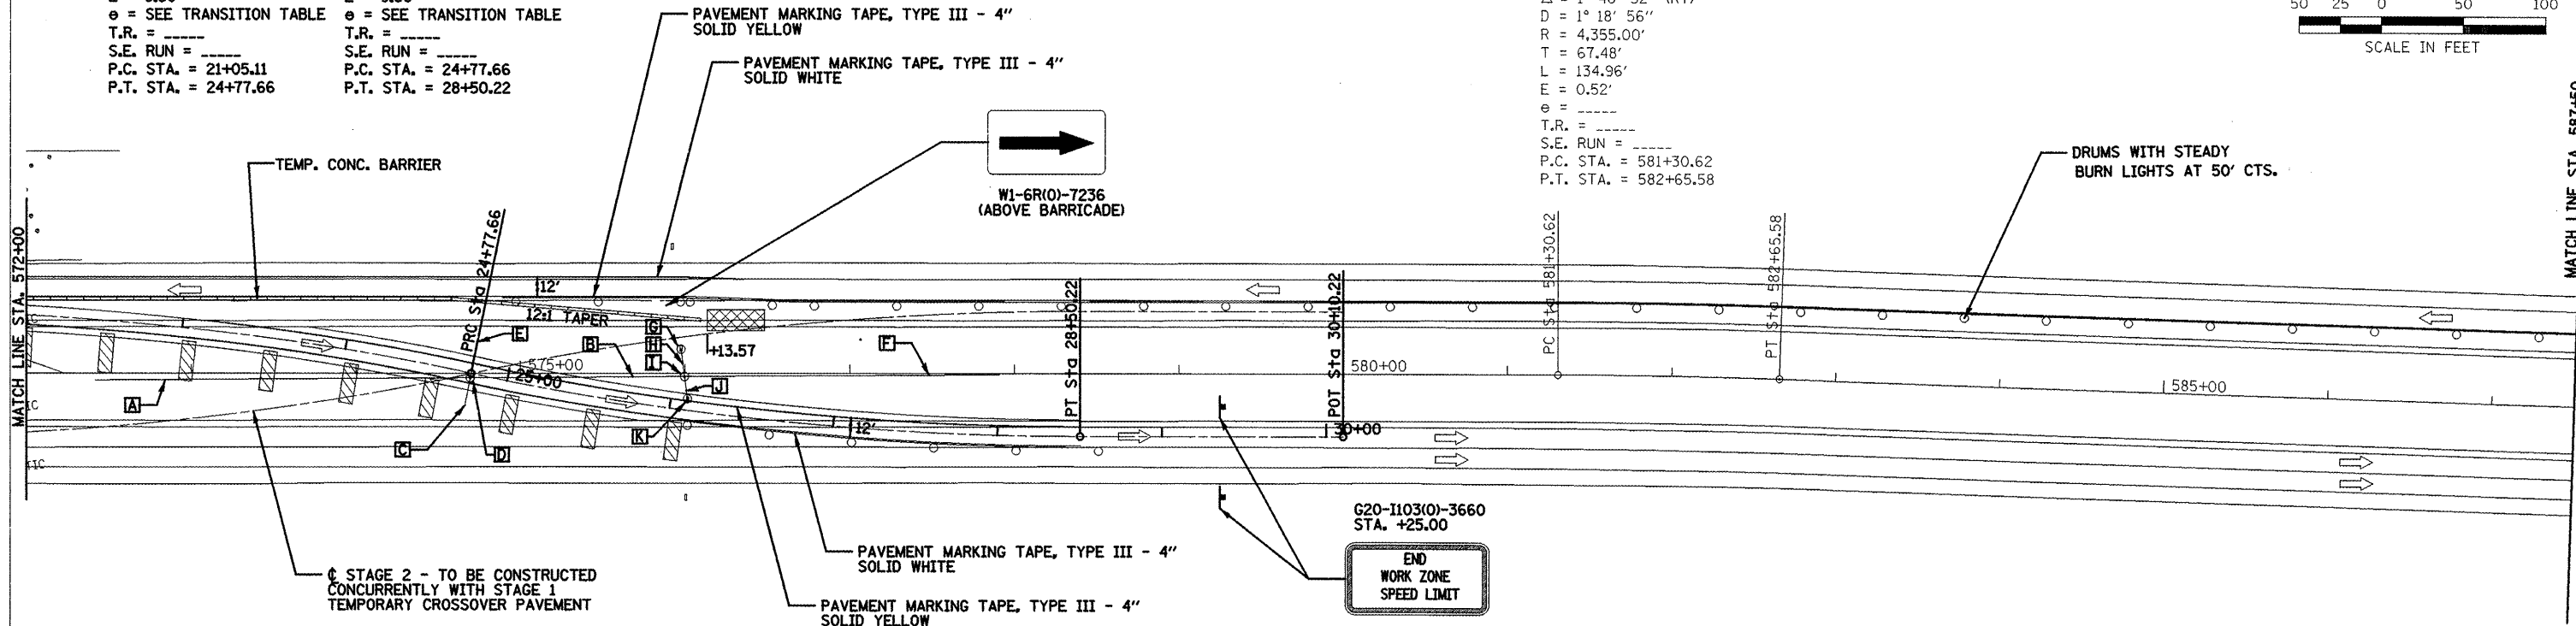 e = SEE TRANSITION TABLE
T.R. = _____
S.E. RUN = _____
P.C. STA. = 21+05.11
P.T. STA. = 24+77.66
e = SEE TRANSITION TABLE
T.R. = _____
S.E. RUN = _____
P.C. STA. = 24+77.66
P.T. STA. = 28+50.22
PAVEMENT MARKING TAPE, TYPE III - 4"
SOLID YELLOW
PAVEMENT MARKING TAPE, TYPE III - 4"
SOLID WHITE
D = 1° 18' 56"
R = 4,355.00'
T = 67.48'
L = 134.96'
E = 0.52'
e = _____
T.R. = _____
S.E. RUN = _____
P.C. STA. = 581+30.62
P.T. STA. = 582+65.58
50 25 0 50 100
SCALE IN FEET
TEMP. CONC. BARRIER
W1-6R(O)-7236
(ABOVE BARRICADE)
DRUMS WITH STEADY
BURN LIGHTS AT 50' CTS.
MATCH LINE STA. 572+00
MATCH LINE STA. 587+50
PRC Sta 24+77.66
12'
12:1 TAPER
+13.57
PT Sta 28+50.22
POT Sta 30+10.22
PC Sta 581+30.62
PT Sta 582+65.58
A
B
C
D
E
F
G
H
I
J
K
575+00
25+00
580+00
585+00
12'
30+00
IC
TIC
G20-I103(O)-3660
STA. +25.00
END
WORK ZONE
SPEED LIMIT
℄ STAGE 2 - TO BE CONSTRUCTED
CONCURRENTLY WITH STAGE 1
TEMPORARY CROSSOVER PAVEMENT
PAVEMENT MARKING TAPE, TYPE III - 4"
SOLID WHITE
PAVEMENT MARKING TAPE, TYPE III - 4"
SOLID YELLOW